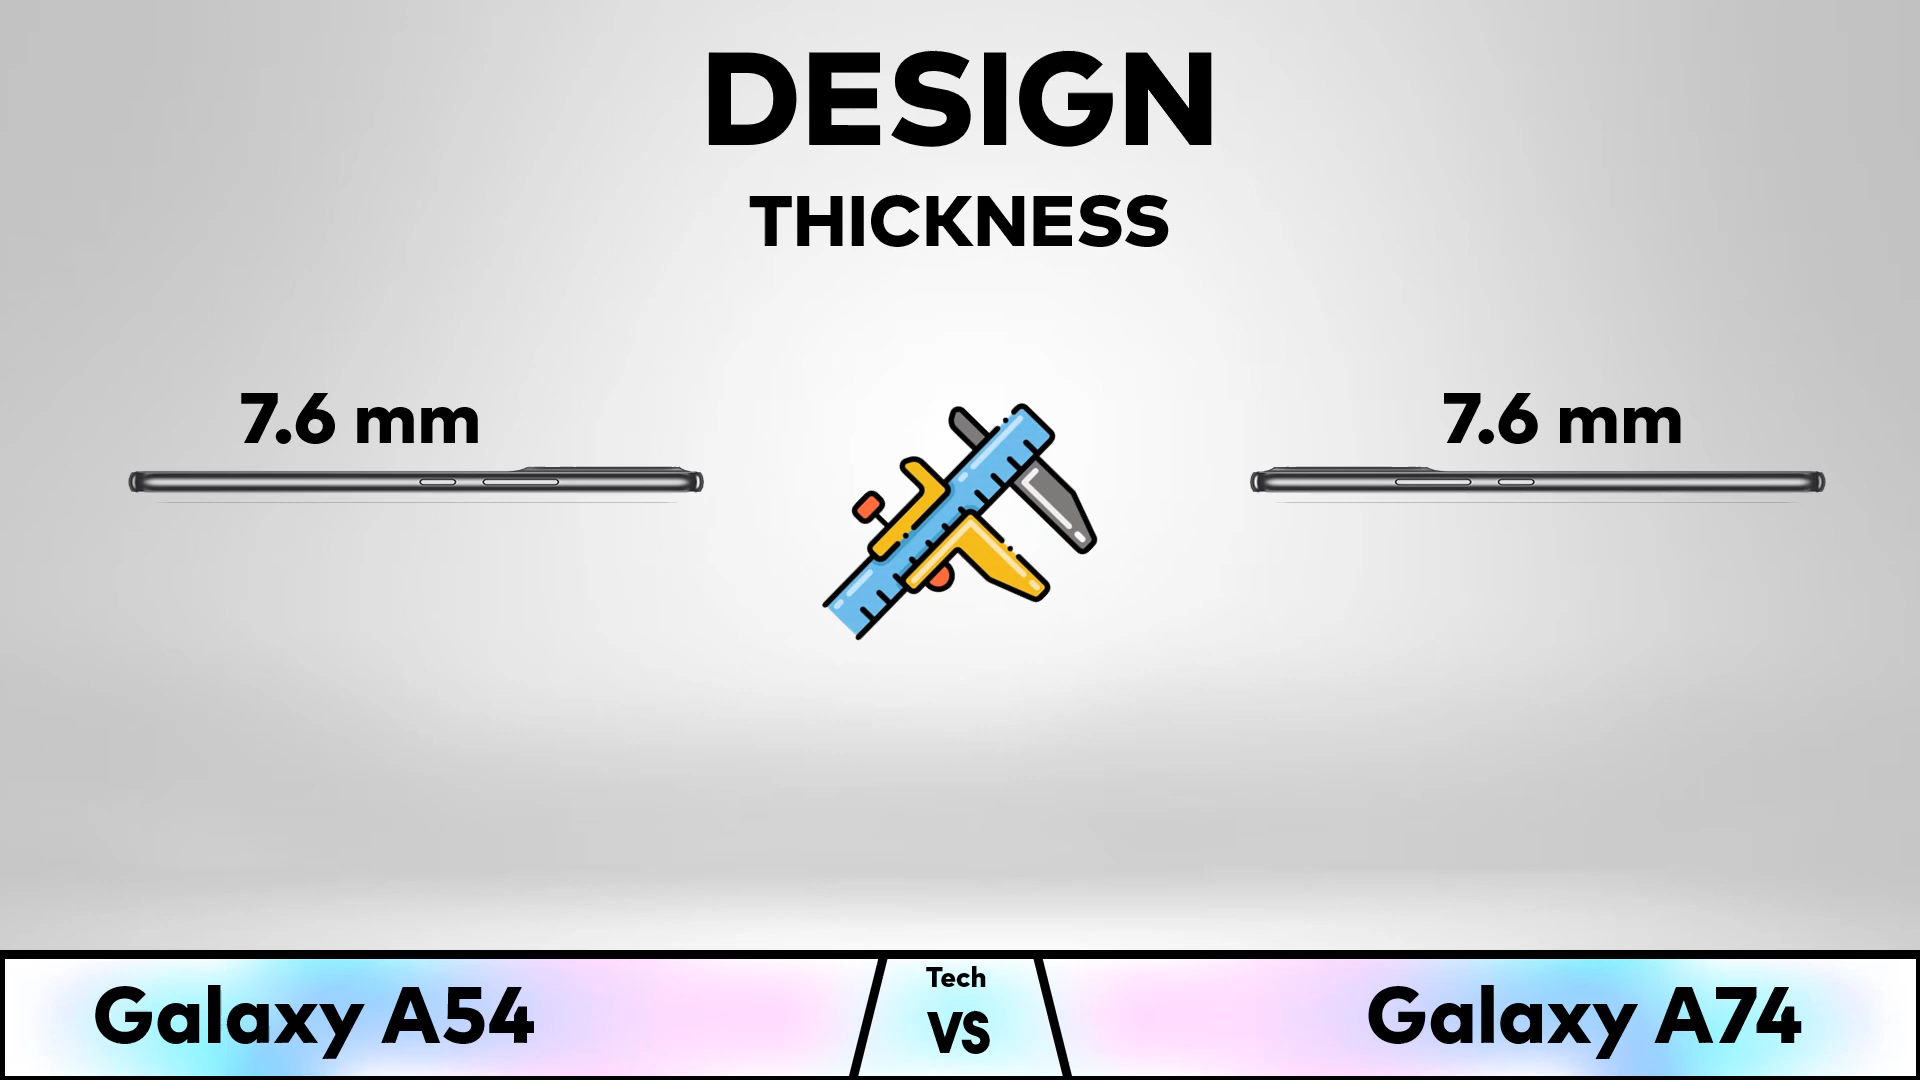 DESIGN
THICKNESS
7.6 mm
7.6 mm
Galaxy A54
Tech
VS
Galaxy A74